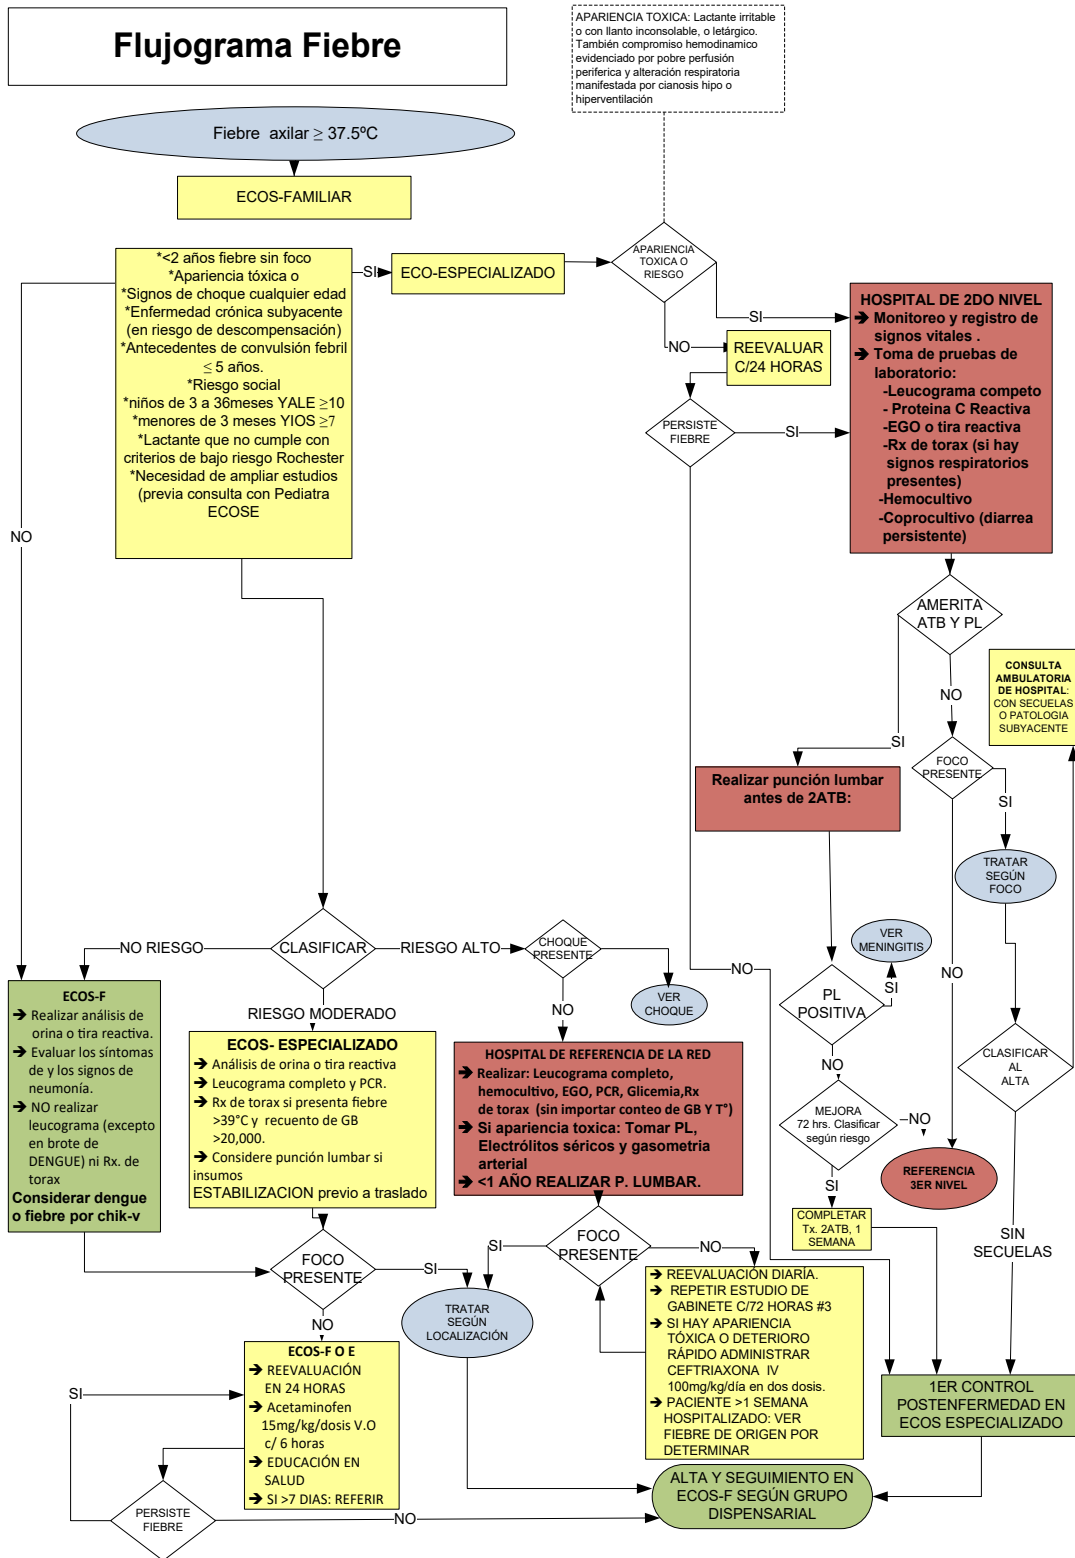 Flujograma Fiebre
APARIENCIA TOXICA: Lactante irritable
o con llanto inconsolable, o letárgico.
También compromiso hemodinamico
evidenciado por pobre perfusión
periferica y alteración respiratoria
manifestada por cianosis hipo o
hiperventilación
Fiebre axilar ≥ 37.5ºC
ECOS-FAMILIAR
*<2 años fiebre sin foco
*Apariencia tóxica o
*Signos de choque cualquier edad
*Enfermedad crónica subyacente
(en riesgo de descompensación)
*Antecedentes de convulsión febril
≤ 5 años.
*Riesgo social
*niños de 3 a 36meses YALE ≥10
*menores de 3 meses YIOS ≥7
*Lactante que no cumple con
criterios de bajo riesgo Rochester
*Necesidad de ampliar estudios
(previa consulta con Pediatra
ECOSE
SI
ECO-ESPECIALIZADO
APARIENCIA
TOXICA O
RIESGO
SI
NO
REEVALUAR
C/24 HORAS
PERSISTE
FIEBRE
SI
HOSPITAL DE 2DO NIVEL
➔ Monitoreo y registro de
signos vitales .
➔ Toma de pruebas de
laboratorio:
-Leucograma competo
- Proteina C Reactiva
-EGO o tira reactiva
-Rx de torax (si hay
signos respiratorios
presentes)
-Hemocultivo
-Coprocultivo (diarrea
persistente)
NO
AMERITA
ATB Y PL
NO
SI
CONSULTA
AMBULATORIA
DE HOSPITAL:
CON SECUELAS
O PATOLOGIA
SUBYACENTE
Realizar punción lumbar
antes de 2ATB:
FOCO
PRESENTE
SI
TRATAR
SEGÚN
FOCO
NO
CLASIFICAR
NO RIESGO
RIESGO ALTO
RIESGO MODERADO
CHOQUE
PRESENTE
VER
CHOQUE
NO
NO
VER
MENINGITIS
SI
PL
POSITIVA
NO
CLASIFICAR
AL
ALTA
SIN
SECUELAS
ECOS-F
➔ Realizar análisis de
orina o tira reactiva.
➔ Evaluar los síntomas
de y los signos de
neumonía.
➔ NO realizar
leucograma (excepto
en brote de
DENGUE) ni Rx. de
torax
Considerar dengue
o fiebre por chik-v
ECOS- ESPECIALIZADO
➔ Análisis de orina o tira reactiva
➔ Leucograma completo y PCR.
➔ Rx de torax si presenta fiebre
>39°C y recuento de GB
>20,000.
➔ Considere punción lumbar si
insumos
ESTABILIZACION previo a traslado
HOSPITAL DE REFERENCIA DE LA RED
➔ Realizar: Leucograma completo,
hemocultivo, EGO, PCR, Glicemia,Rx
de torax (sin importar conteo de GB Y T°)
➔ Si apariencia toxica: Tomar PL,
Electrólitos séricos y gasometria
arterial
➔ <1 AÑO REALIZAR P. LUMBAR.
MEJORA
72 hrs. Clasificar
según riesgo
NO
REFERENCIA
3ER NIVEL
SI
COMPLETAR
Tx. 2ATB, 1
SEMANA
FOCO
PRESENTE
SI
NO
TRATAR
SEGÚN
LOCALIZACIÓN
FOCO
PRESENTE
SI
NO
➔ REEVALUACIÓN DIARÍA.
➔ REPETIR ESTUDIO DE
GABINETE C/72 HORAS #3
➔ SI HAY APARIENCIA
TÓXICA O DETERIORO
RÁPIDO ADMINISTRAR
CEFTRIAXONA IV
100mg/kg/día en dos dosis.
➔ PACIENTE >1 SEMANA
HOSPITALIZADO: VER
FIEBRE DE ORIGEN POR
DETERMINAR
1ER CONTROL
POSTENFERMEDAD EN
ECOS ESPECIALIZADO
ECOS-F O E
➔ REEVALUACIÓN
EN 24 HORAS
➔ Acetaminofen
15mg/kg/dosis V.O
c/ 6 horas
➔ EDUCACIÓN EN
SALUD
➔ SI >7 DIAS: REFERIR
SI
PERSISTE
FIEBRE
NO
ALTA Y SEGUIMIENTO EN
ECOS-F SEGÚN GRUPO
DISPENSARIAL